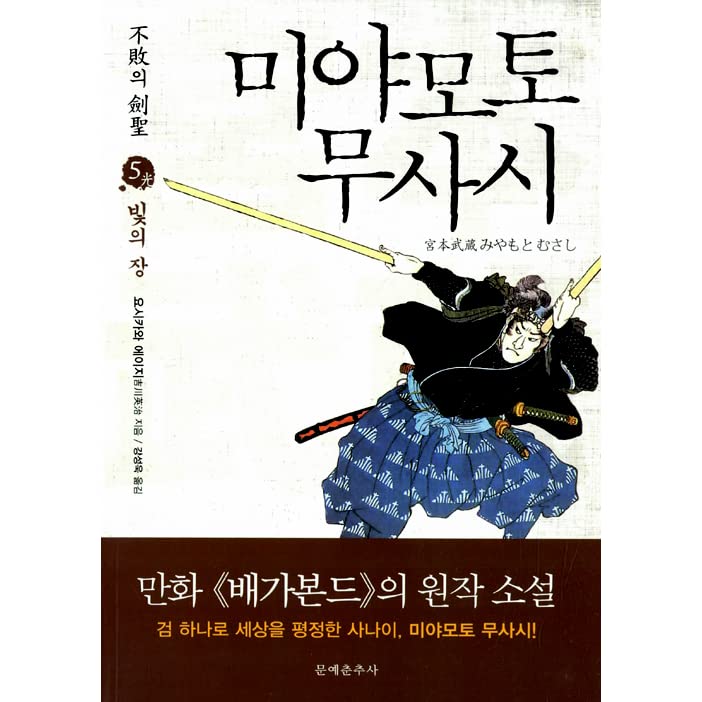 미야모토
무사시
宮本武蔵 みやもと むさし
不敗의 劍聖
5 光 빛의 장
요시카와 에이지吉川英治 지음 / 강성욱 옮김
만화 《배가본드》의 원작 소설
검 하나로 세상을 평정한 사나이, 미야모토 무사시!
문예춘추사